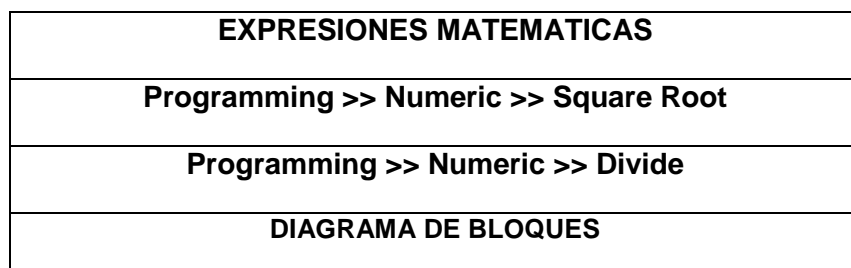 EXPRESIONES MATEMATICAS
Programming >> Numeric >> Square Root
Programming >> Numeric >> Divide
DIAGRAMA DE BLOQUES